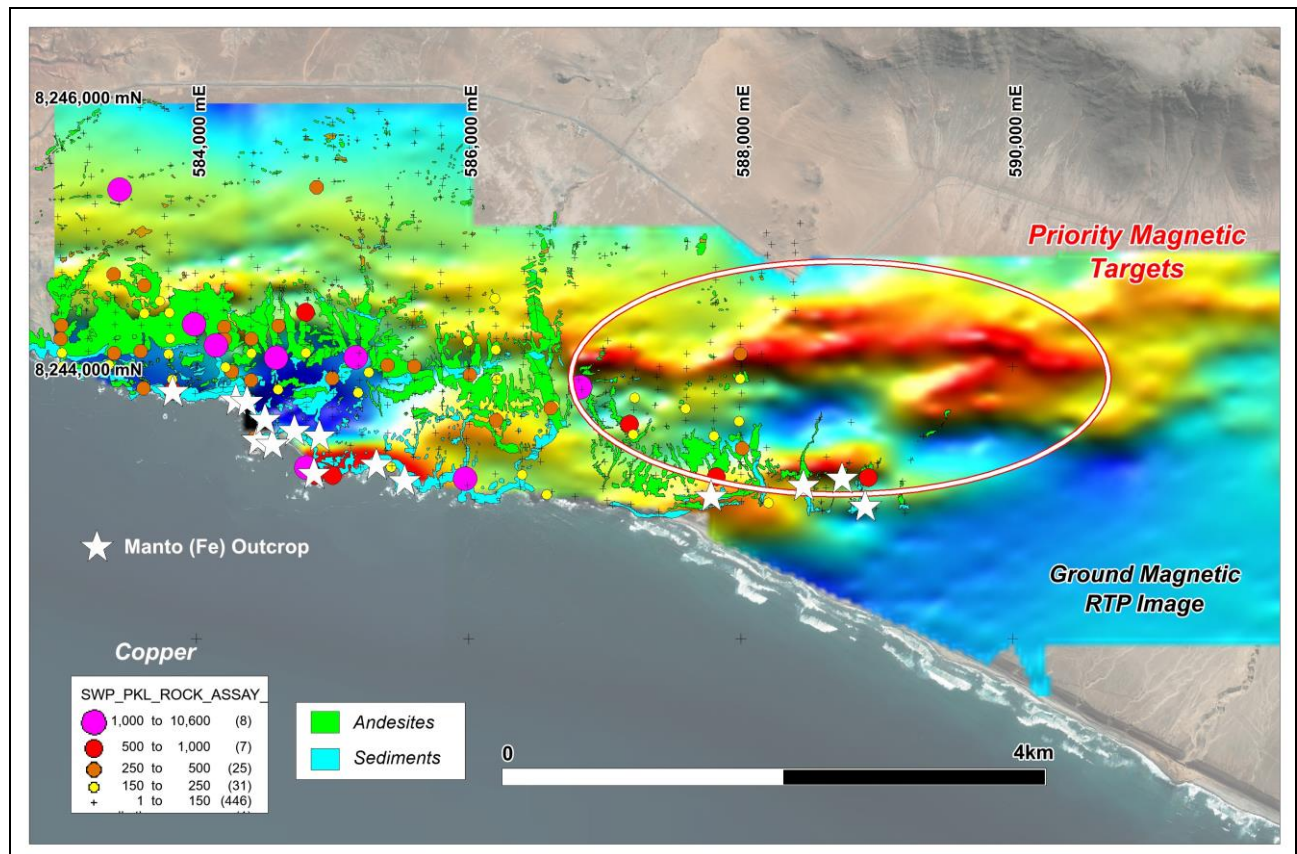 8,246,000 mN
584,000 mE
586,000 mE
588,000 mE
590,000 mE
Priority Magnetic
Targets
8,244,000 mN
Manto (Fe) Outcrop
Ground Magnetic
RTP Image
Copper
SWP_PKL_ROCK_ASSAY_
1,000 to 10,600 (8)
500 to 1,000 (7)
250 to 500 (25)
150 to 250 (31)
1 to 150 (446)
Andesites
Sediments
0
4km